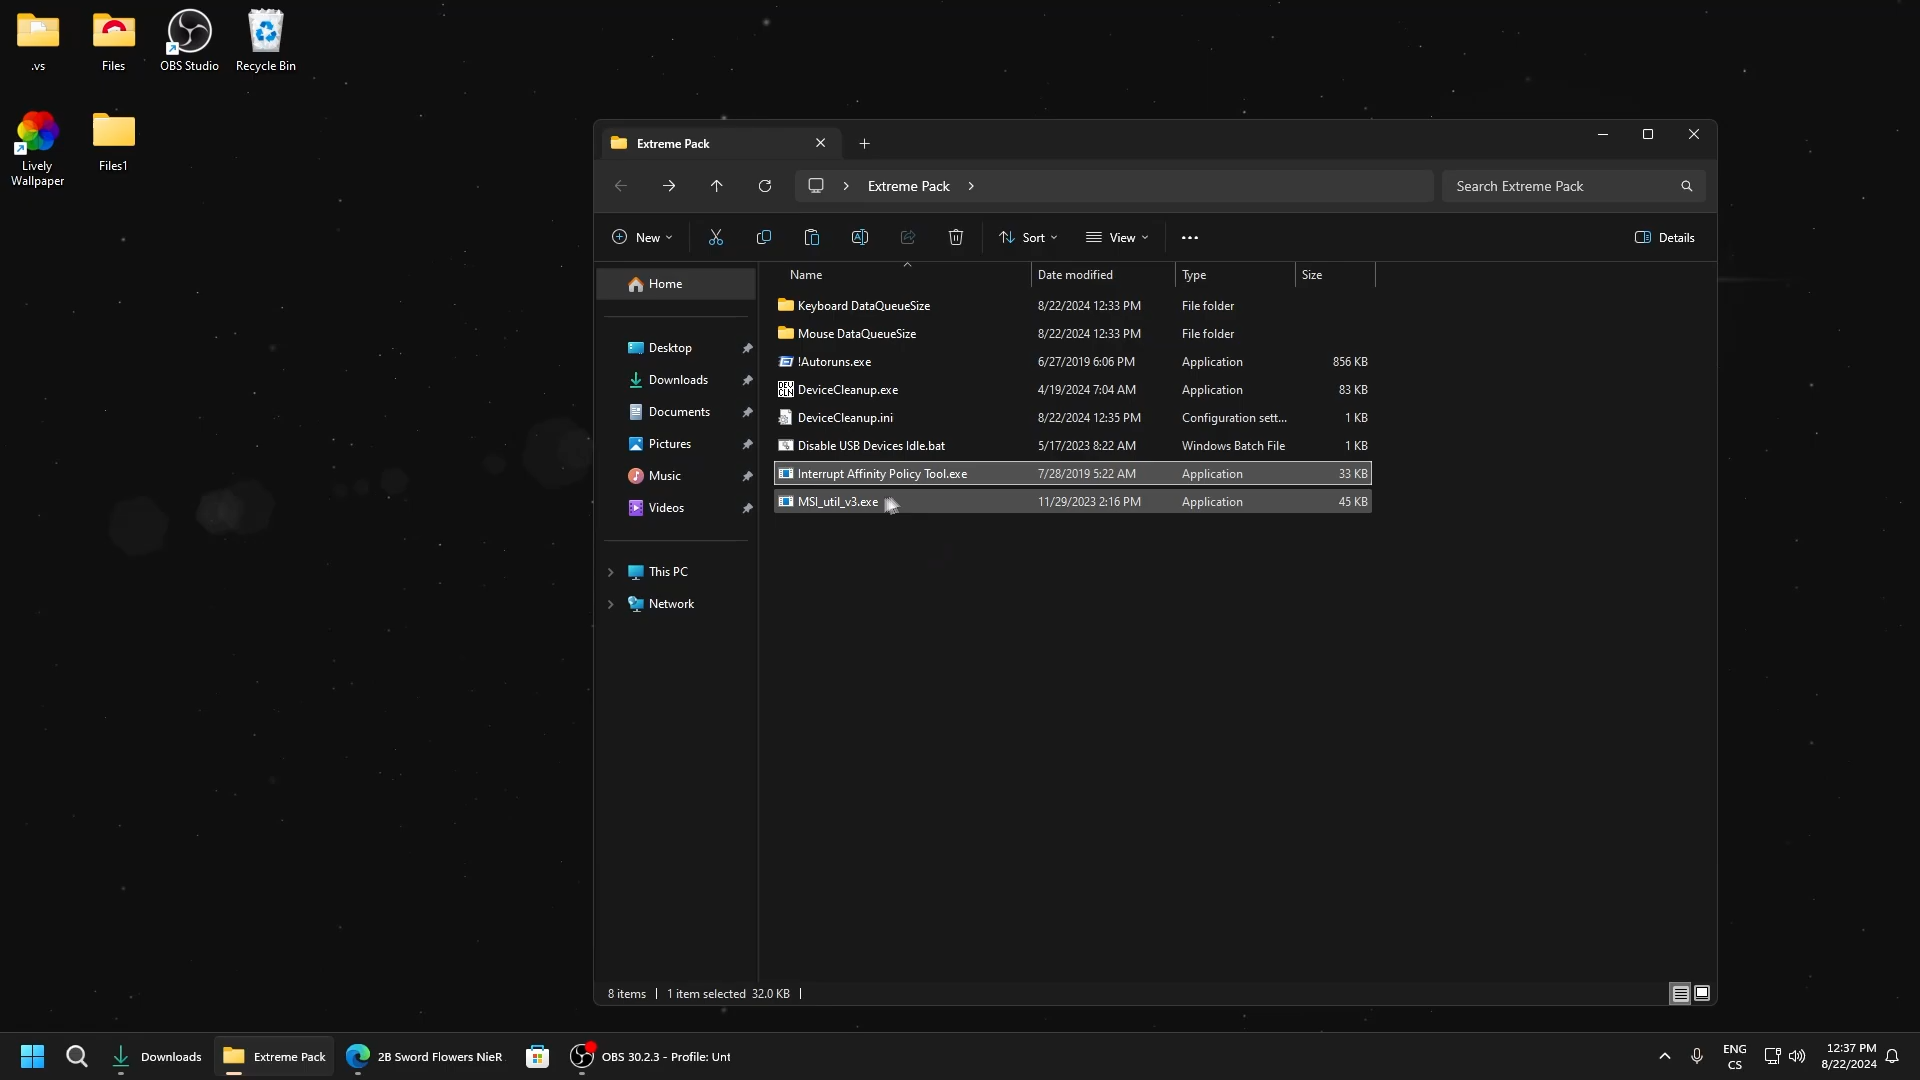 .vs
Files
OBS Studio
Recycle Bin
Lively
Wallpaper
Files1
Extreme Pack
Extreme Pack
Search Extreme Pack
New
Sort
View
Details
Home
Desktop
Downloads
Documents
Pictures
Music
Videos
This PC
Network
Name Date modified Type Size
Keyboard DataQueueSize 8/22/2024 12:33 PM File folder
Mouse DataQueueSize 8/22/2024 12:33 PM File folder
!Autoruns.exe 6/27/2019 6:06 PM Application 856 KB
DEV CLN DeviceCleanup.exe 4/19/2024 7:04 AM Application 83 KB
DeviceCleanup.ini 8/22/2024 12:35 PM Configuration sett... 1 KB
Disable USB Devices Idle.bat 5/17/2023 8:22 AM Windows Batch File 1 KB
Interrupt Affinity Policy Tool.exe 7/28/2019 5:22 AM Application 33 KB
MSI_util_v3.exe 11/29/2023 2:16 PM Application 45 KB
8 items 1 item selected 32.0 KB
Downloads
Extreme Pack
2B Sword Flowers NieR
OBS 30.2.3 - Profile: Unt
ENG
CS
12:37 PM
8/22/2024